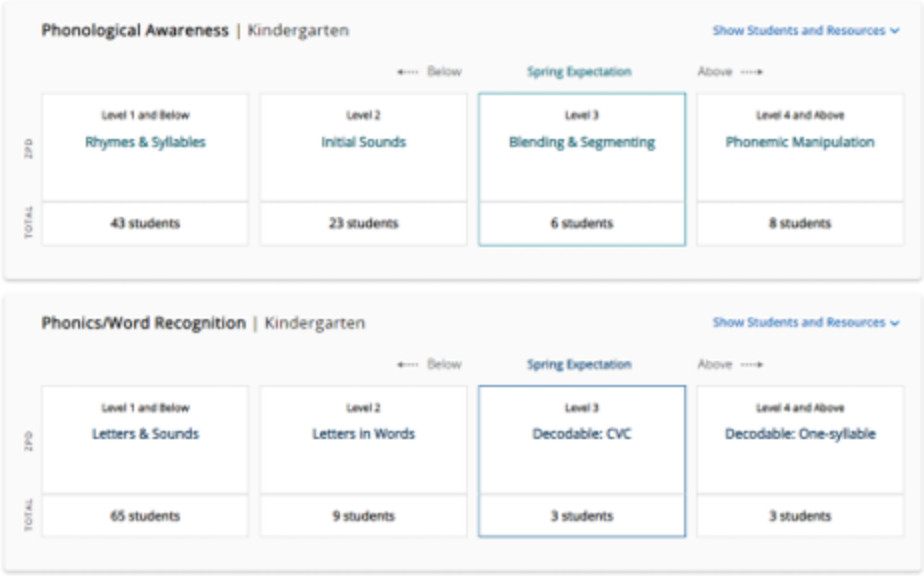 Phonological Awareness | Kindergarten
Show Students and Resources
Below
Spring Expectation
Above
ZPD
Level 1 and Below
Rhymes & Syllables
Level 2
Initial Sounds
Level 3
Blending & Segmenting
Level 4 and Above
Phonemic Manipulation
TOTAL
43 students
23 students
6 students
8 students
Phonics/Word Recognition | Kindergarten
Show Students and Resources
Below
Spring Expectation
Above
ZPD
Level 1 and Below
Letters & Sounds
Level 2
Letters in Words
Level 3
Decodable: CVC
Level 4 and Above
Decodable: One-syllable
TOTAL
65 students
9 students
3 students
3 students